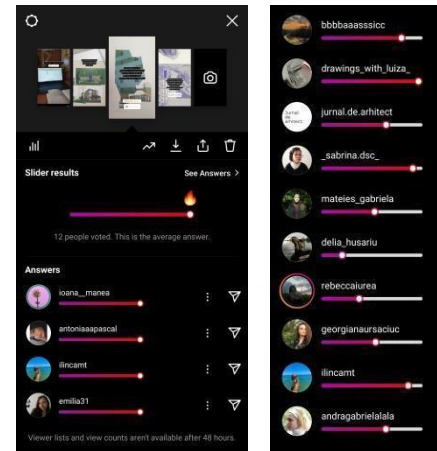 Slider results
See Answers >
12 people voted. This is the average answer.
Answers
ioana__manea
antoniaaapascal
ilincamt
emilia31
Viewer lists and view counts aren't available after 48 hours.
bbbbaaasssicc
drawings_with_luiza_
jurnal.de.arhitect
_sabrina.dsc_
mateies_gabriela
delia_husariu
rebeccaiurea
georgianaursaciuc
ilincamt
andragabrielalala